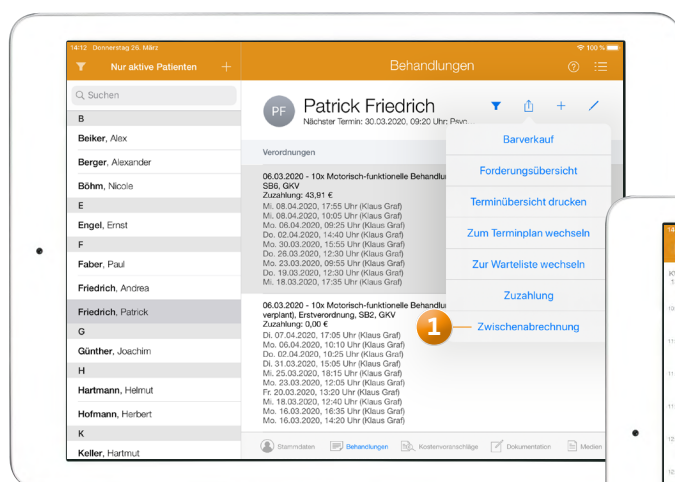 14:12 Donnerstag 26. März
100 %
Nur aktive Patienten
Behandlungen
Suchen
B
Beiker, Alex
Berger, Alexander
Böhm, Nicole
E
Engel, Ernst
F
Faber, Paul
Friedrich, Andrea
Friedrich, Patrick
G
Günther, Joachim
H
Hartmann, Helmut
Hofmann, Herbert
K
Keller, Hartmut
PF
Patrick Friedrich
Nächster Termin: 30.03.2020, 09:20 Uhr: Psyc...
Verordnungen
06.03.2020 - 10x Motorisch-funktionelle Behandlu
SB6, GKV
Zuzahlung: 43,91 €
Mi. 08.04.2020, 17:55 Uhr (Klaus Graf)
Mi. 08.04.2020, 10:05 Uhr (Klaus Graf)
Mo. 06.04.2020, 09:25 Uhr (Klaus Graf)
Do. 02.04.2020, 14:40 Uhr (Klaus Graf)
Mo. 30.03.2020, 15:55 Uhr (Klaus Graf)
Do. 26.03.2020, 12:30 Uhr (Klaus Graf)
Mo. 23.03.2020, 09:55 Uhr (Klaus Graf)
Do. 19.03.2020, 12:30 Uhr (Klaus Graf)
Mi. 18.03.2020, 17:35 Uhr (Klaus Graf)
06.03.2020 - 10x Motorisch-funktionelle Behandlu
verplant), Erstverordnung, SB2, GKV
Zuzahlung: 0,00 €
Di. 07.04.2020, 17:05 Uhr (Klaus Graf)
Mo. 06.04.2020, 10:10 Uhr (Klaus Graf)
Do. 02.04.2020, 10:25 Uhr (Klaus Graf)
Di. 31.03.2020, 15:05 Uhr (Klaus Graf)
Mi. 25.03.2020, 18:15 Uhr (Klaus Graf)
Mo. 23.03.2020, 12:05 Uhr (Klaus Graf)
Fr. 20.03.2020, 13:20 Uhr (Klaus Graf)
Mi. 18.03.2020, 12:40 Uhr (Klaus Graf)
Mo. 16.03.2020, 16:35 Uhr (Klaus Graf)
Mo. 16.03.2020, 14:20 Uhr (Klaus Graf)
Barverkauf
Forderungsübersicht
Terminübersicht drucken
Zum Terminplan wechseln
Zur Warteliste wechseln
Zuzahlung
1
Zwischenabrechnung
Stammdaten
Behandlungen
Kostenvoranschläge
Dokumentation
Medien